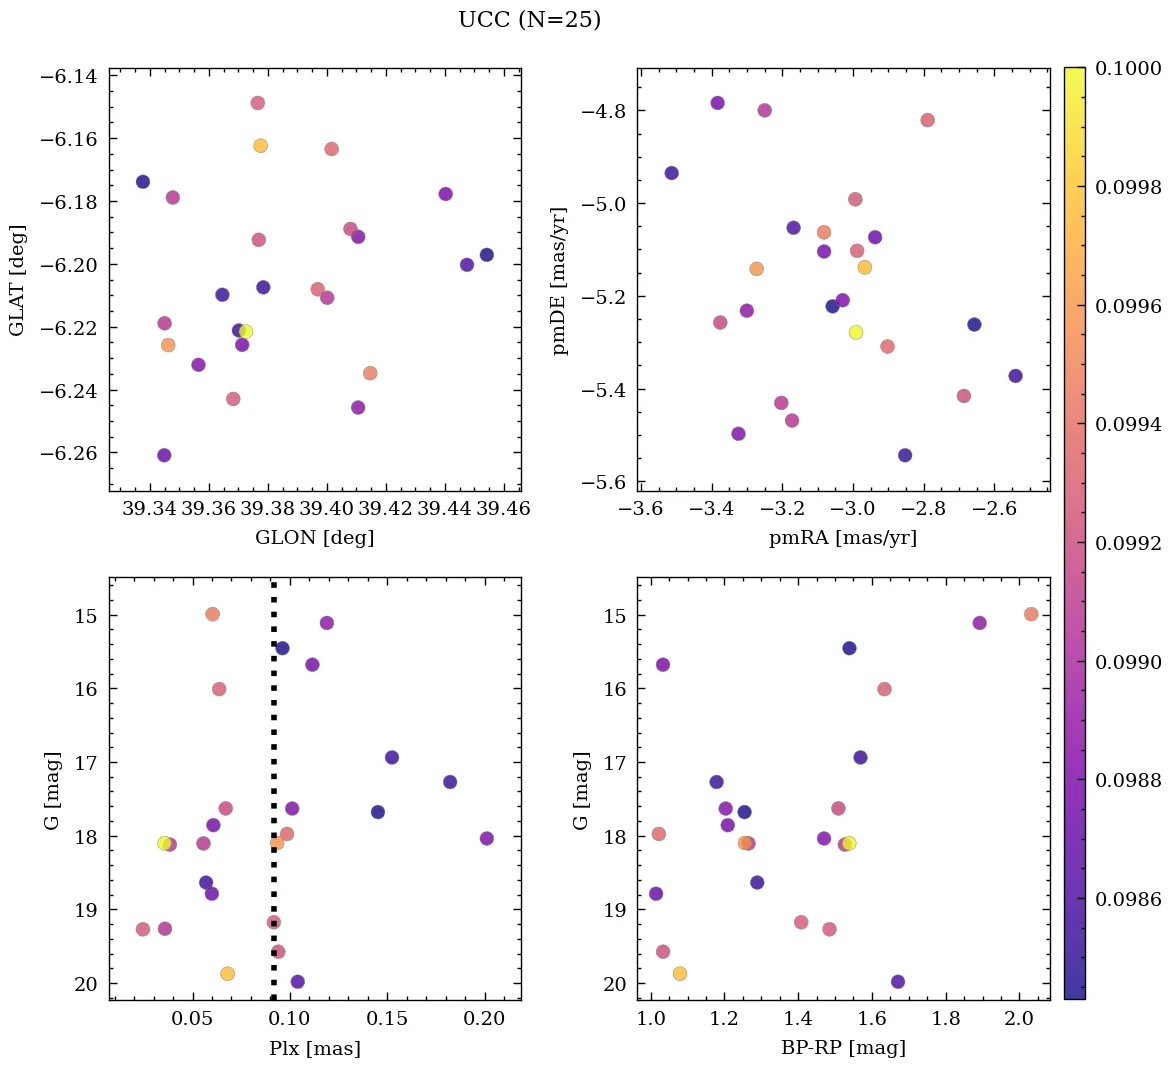 UCC (N=25)
−6.14
−6.16
−6.18
−6.20
−6.22
−6.24
−6.26
GLAT [deg]
39.34 39.36 39.38 39.40 39.42 39.44 39.46
GLON [deg]
−4.8
−5.0
−5.2
−5.4
−5.6
pmDE [mas/yr]
−3.6 −3.4 −3.2 −3.0 −2.8 −2.6
pmRA [mas/yr]
15
16
17
18
19
20
G [mag]
0.05 0.10 0.15 0.20
Plx [mas]
15
16
17
18
19
20
G [mag]
1.0 1.2 1.4 1.6 1.8 2.0
BP-RP [mag]
0.1000
0.0998
0.0996
0.0994
0.0992
0.0990
0.0988
0.0986